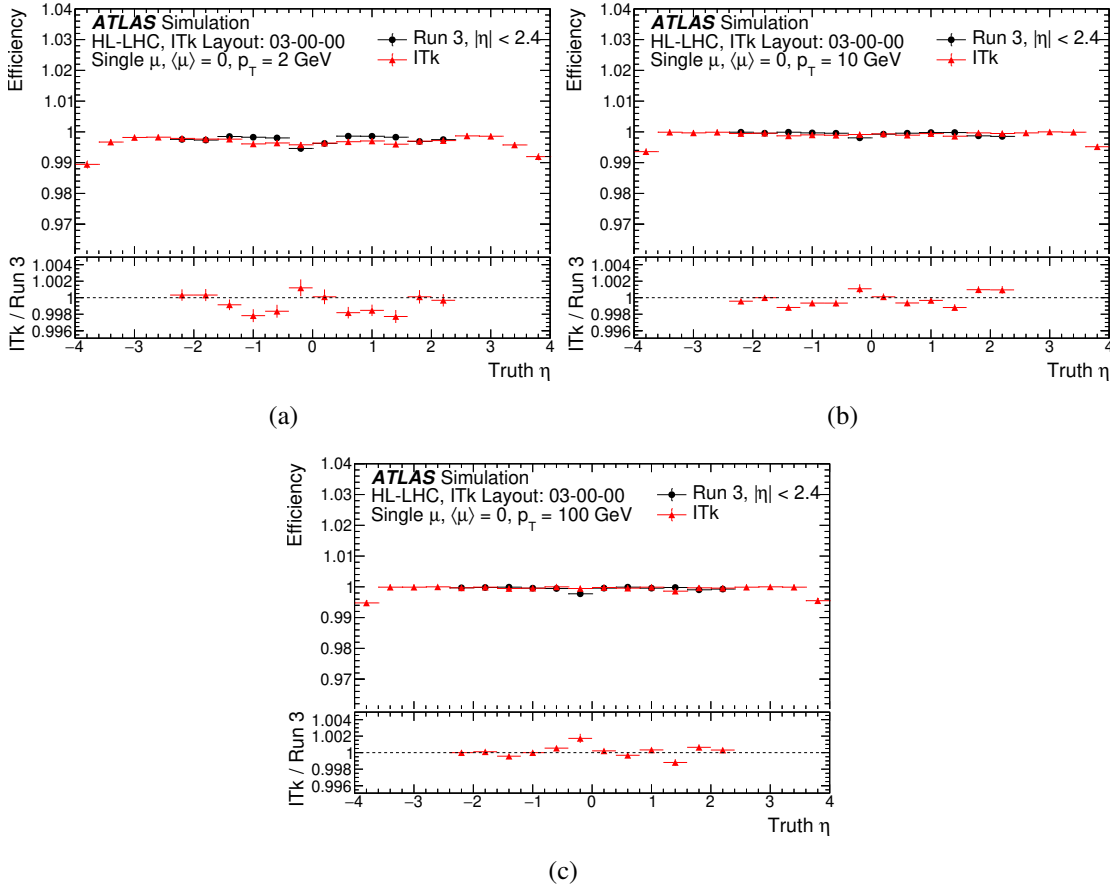 ATLAS Simulation
HL-LHC, ITk Layout: 03-00-00
Single μ, ⟨μ⟩ = 0, p_T = 2 GeV
Run 3, |η| < 2.4
ITk
Efficiency
1.04
1.03
1.02
1.01
1
0.99
0.98
0.97
ITk / Run 3
1.004
1.002
1
0.998
0.996
−4 −3 −2 −1 0 1 2 3 4
Truth η
(a)
ATLAS Simulation
HL-LHC, ITk Layout: 03-00-00
Single μ, ⟨μ⟩ = 0, p_T = 10 GeV
Run 3, |η| < 2.4
ITk
Efficiency
1.04
1.03
1.02
1.01
1
0.99
0.98
0.97
ITk / Run 3
1.004
1.002
1
0.998
0.996
−4 −3 −2 −1 0 1 2 3 4
Truth η
(b)
ATLAS Simulation
HL-LHC, ITk Layout: 03-00-00
Single μ, ⟨μ⟩ = 0, p_T = 100 GeV
Run 3, |η| < 2.4
ITk
Efficiency
1.04
1.03
1.02
1.01
1
0.99
0.98
0.97
ITk / Run 3
1.004
1.002
1
0.998
0.996
−4 −3 −2 −1 0 1 2 3 4
Truth η
(c)